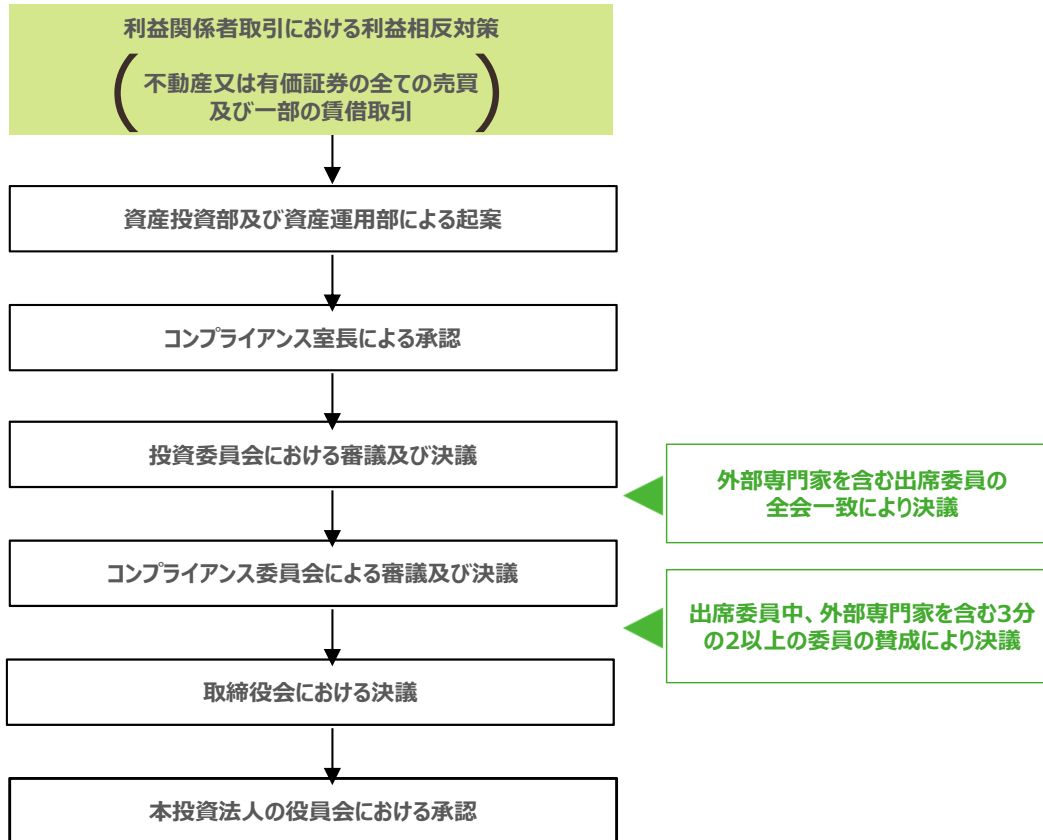 利益関係者取引における利益相反対策
不動産又は有価証券の全ての売買
及び一部の賃借取引
資産投資部及び資産運用部による起案
コンプライアンス室長による承認
投資委員会における審議及び決議
外部専門家を含む出席委員の
全会一致により決議
コンプライアンス委員会による審議及び決議
出席委員中、外部専門家を含む3分
の2以上の委員の賛成により決議
取締役会における決議
本投資法人の役員会における承認